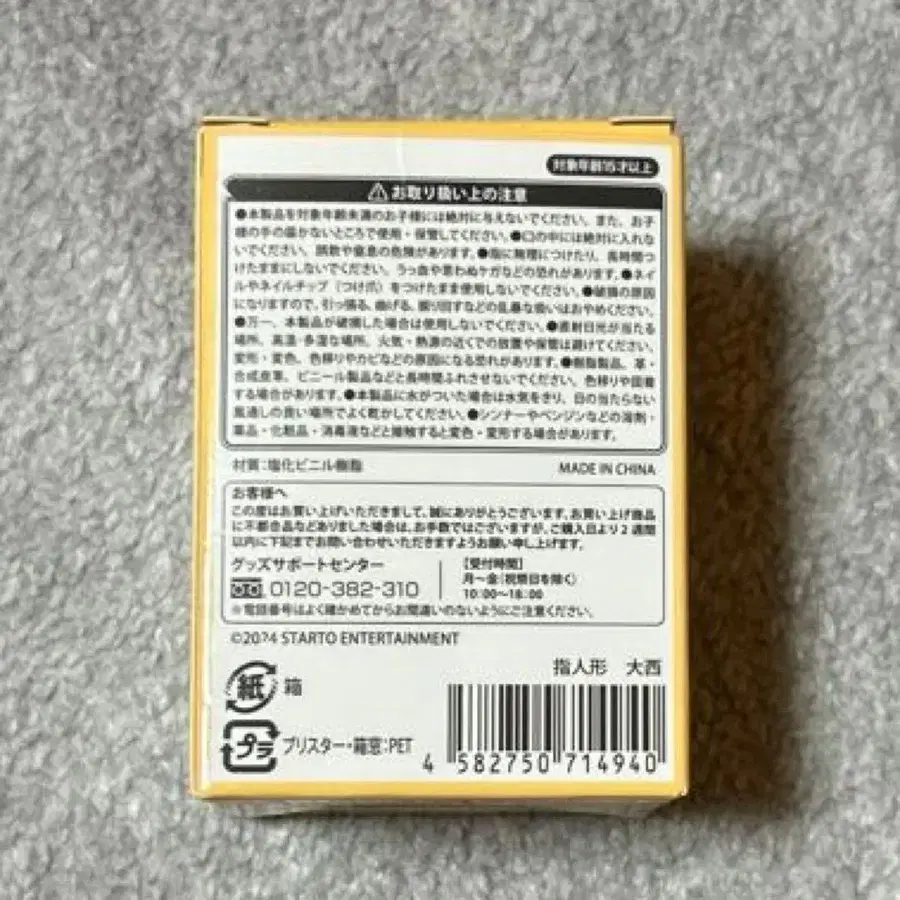 対象年齢15才以上
お取り扱い上の注意
●本製品を対象年齢未満のお子様には絶対に与えないでください。また、お子
様の手の届かないところで使用・保管してください。●口の中には絶対に入れな
いでください。誤飲や窒息の危険があります。●指に無理につけたり、長時間つ
けたままにしないでください。うっ血や思わぬケガなどの恐れがあります。●ネイ
ルやネイルチップ（つけ爪）をつけたまま使用しないでください。●破損の原因
になりますので、引っ張る、曲げる、振り回すなどの乱暴な扱いはおやめください。
●万一、本製品が破損した場合は使用しないでください。●直射日光が当たる
場所、高温・多湿な場所、火気・熱源の近くでの放置や保管は避けてください。
変形・変色、色移りやカビなどの原因になる恐れがあります。●樹脂製品、革・
合成皮革、ビニール製品などと長時間ふれさせないでください。色移りや固着
する場合があります。●本製品に水がついた場合は水気をきり、日の当たらない
風通しの良い場所でよく乾かしてください。●シンナーやベンジンなどの溶剤・
薬品・化粧品・消毒液などと接触すると変色・変形する場合があります。
材質：塩化ビニル樹脂 MADE IN CHINA
お客様へ
この度はお買い上げいただきまして、誠にありがとうございます。お買い上げ商品
に不都合品などありました場合は、お手数ではございますが、ご購入日より2週間
以内に下記までお問い合わせいただきますようお願い申し上げます。
グッズサポートセンター
0120-382-310
【受付時間】
月～金（祝祭日を除く）
10:00～18:00
※電話番号はよく確かめてからお間違いのないようにご注意ください。
©2024 STARTO ENTERTAINMENT
指人形 大西
紙 箱
プラ ブリスター・箱窓：PET
4 582750 714940